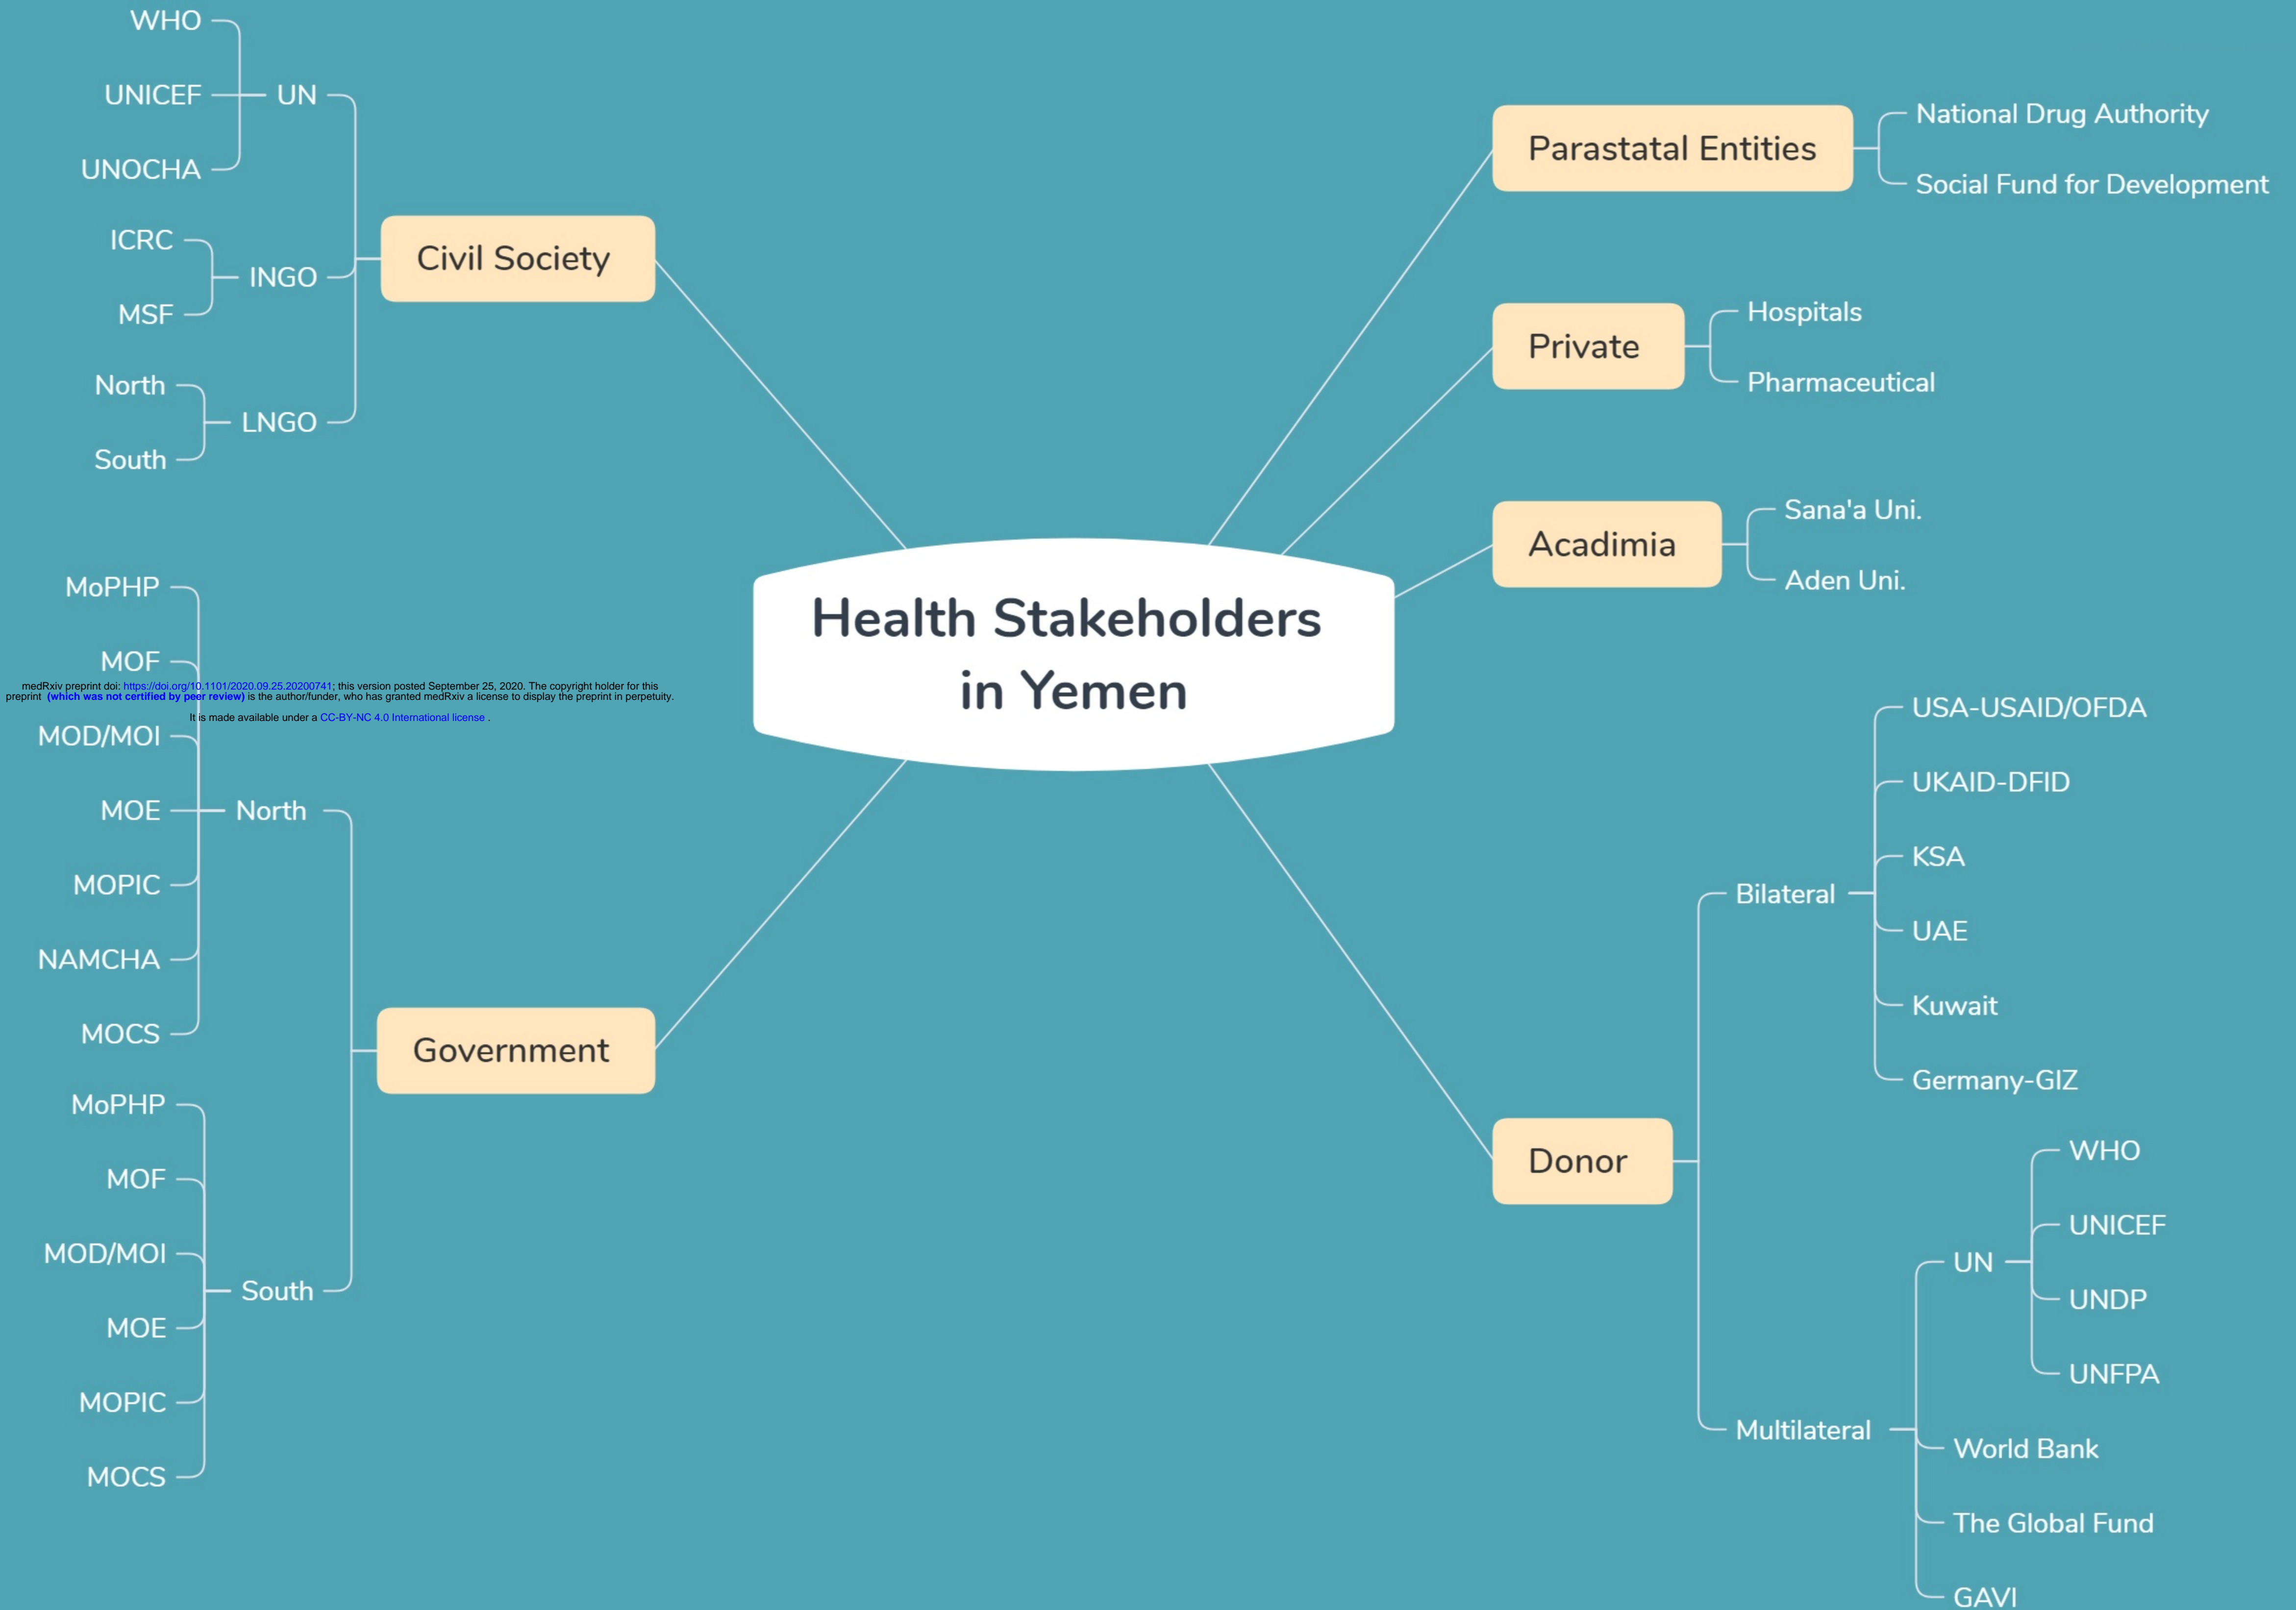 Health Stakeholders
in Yemen
Civil Society
UN
WHO
UNICEF
UNOCHA
INGO
ICRC
MSF
LNGO
North
South
Government
North
MoPHP
MOF
MOD/MOI
MOE
MOPIC
NAMCHA
MOCS
South
MoPHP
MOF
MOD/MOI
MOE
MOPIC
MOCS
medRxiv preprint doi: https://doi.org/10.1101/2020.09.25.20200741; this version posted September 25, 2020. The copyright holder for this
preprint (which was not certified by peer review) is the author/funder, who has granted medRxiv a license to display the preprint in perpetuity.
It is made available under a CC-BY-NC 4.0 International license .
Parastatal Entities
National Drug Authority
Social Fund for Development
Private
Hospitals
Pharmaceutical
Acadimia
Sana'a Uni.
Aden Uni.
Donor
Bilateral
USA-USAID/OFDA
UKAID-DFID
KSA
UAE
Kuwait
Germany-GIZ
Multilateral
UN
WHO
UNICEF
UNDP
UNFPA
World Bank
The Global Fund
GAVI